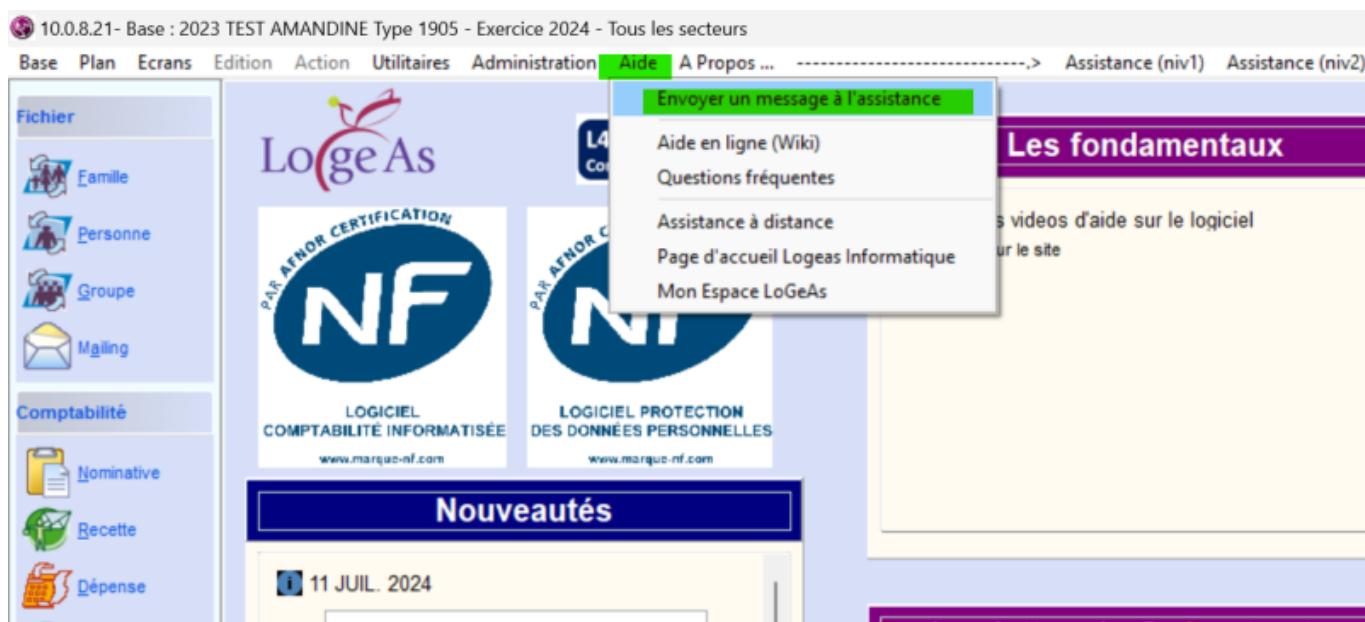 10.0.8.21- Base : 2023 TEST AMANDINE Type 1905 - Exercice 2024 - Tous les secteurs
Base Plan Ecrans Edition Action Utilitaires Administration Aide A Propos ... ----------------------------.> Assistance (niv1) Assistance (niv2)
Envoyer un message à l'assistance
Aide en ligne (Wiki)
Questions fréquentes
Assistance à distance
Page d'accueil Logeas Informatique
Mon Espace LoGeAs
Fichier
Famille
Personne
Groupe
Mailing
Comptabilité
Nominative
Recette
Dépense
LogeAs
L4
Co
PAR AFNOR CERTIFICATION
NF
LOGICIEL
COMPTABILITÉ INFORMATISÉE
www.marque-nf.com
PAR AFNOR C
NF
LOGICIEL PROTECTION
DES DONNÉES PERSONNELLES
www.marque-nf.com
Nouveautés
11 JUIL. 2024
Les fondamentaux
s videos d'aide sur le logiciel
ur le site